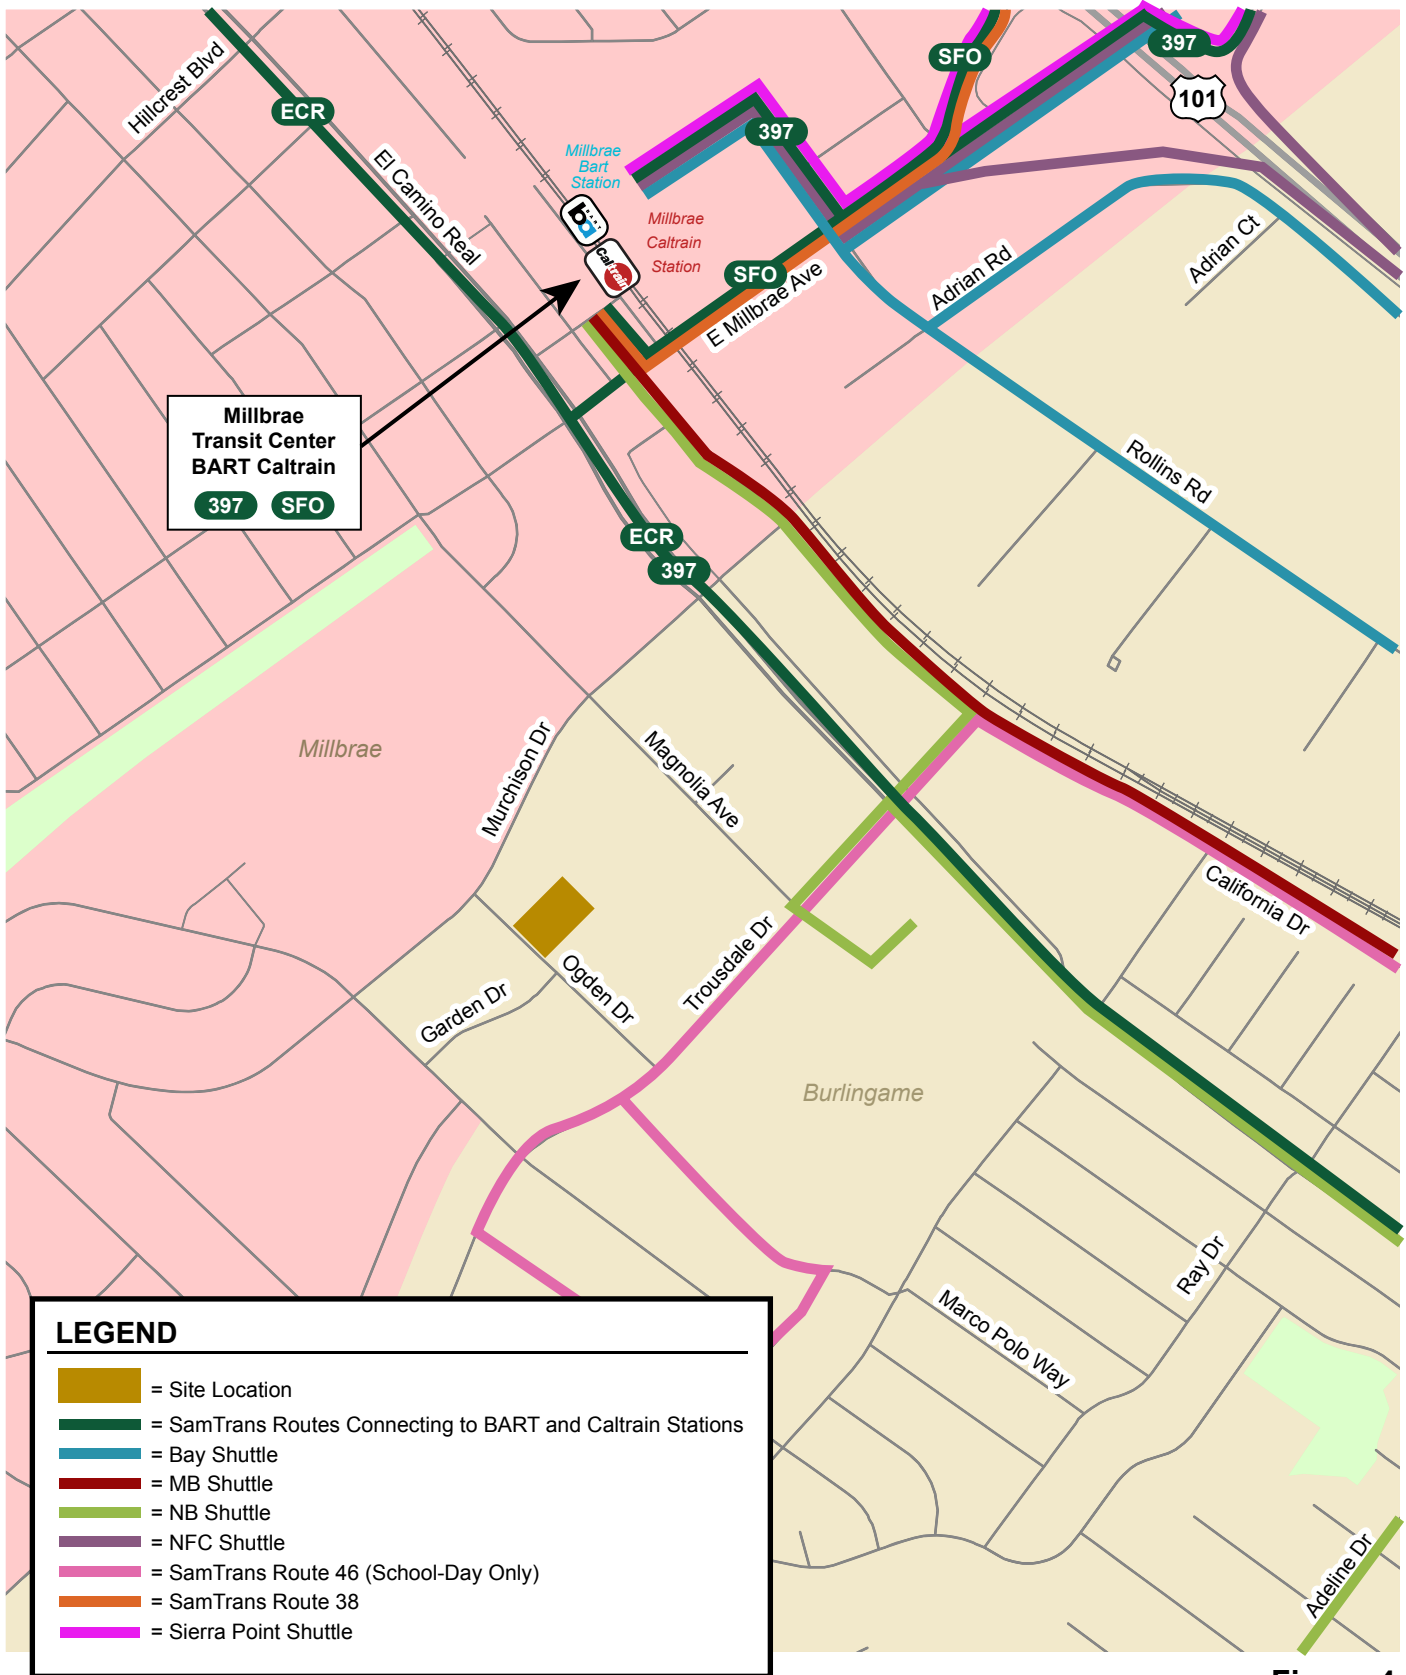 Hillcrest Blvd
ECR
El Camino Real
Millbrae
Bart
Station
Millbrae
Caltrain
Station
ba
Caltrain
397
SFO
397
101
SFO
E Millbrae Ave
Adrian Rd
Adrian Ct
Rollins Rd
Millbrae
Transit Center
BART Caltrain
397 SFO
ECR
397
Millbrae
Murchison Dr
Magnolia Ave
California Dr
Trousdale Dr
Ogden Dr
Garden Dr
Burlingame
Ray Dr
Marco Polo Way
Adeline Dr
LEGEND
= Site Location
= SamTrans Routes Connecting to BART and Caltrain Stations
= Bay Shuttle
= MB Shuttle
= NB Shuttle
= NFC Shuttle
= SamTrans Route 46 (School-Day Only)
= SamTrans Route 38
= Sierra Point Shuttle